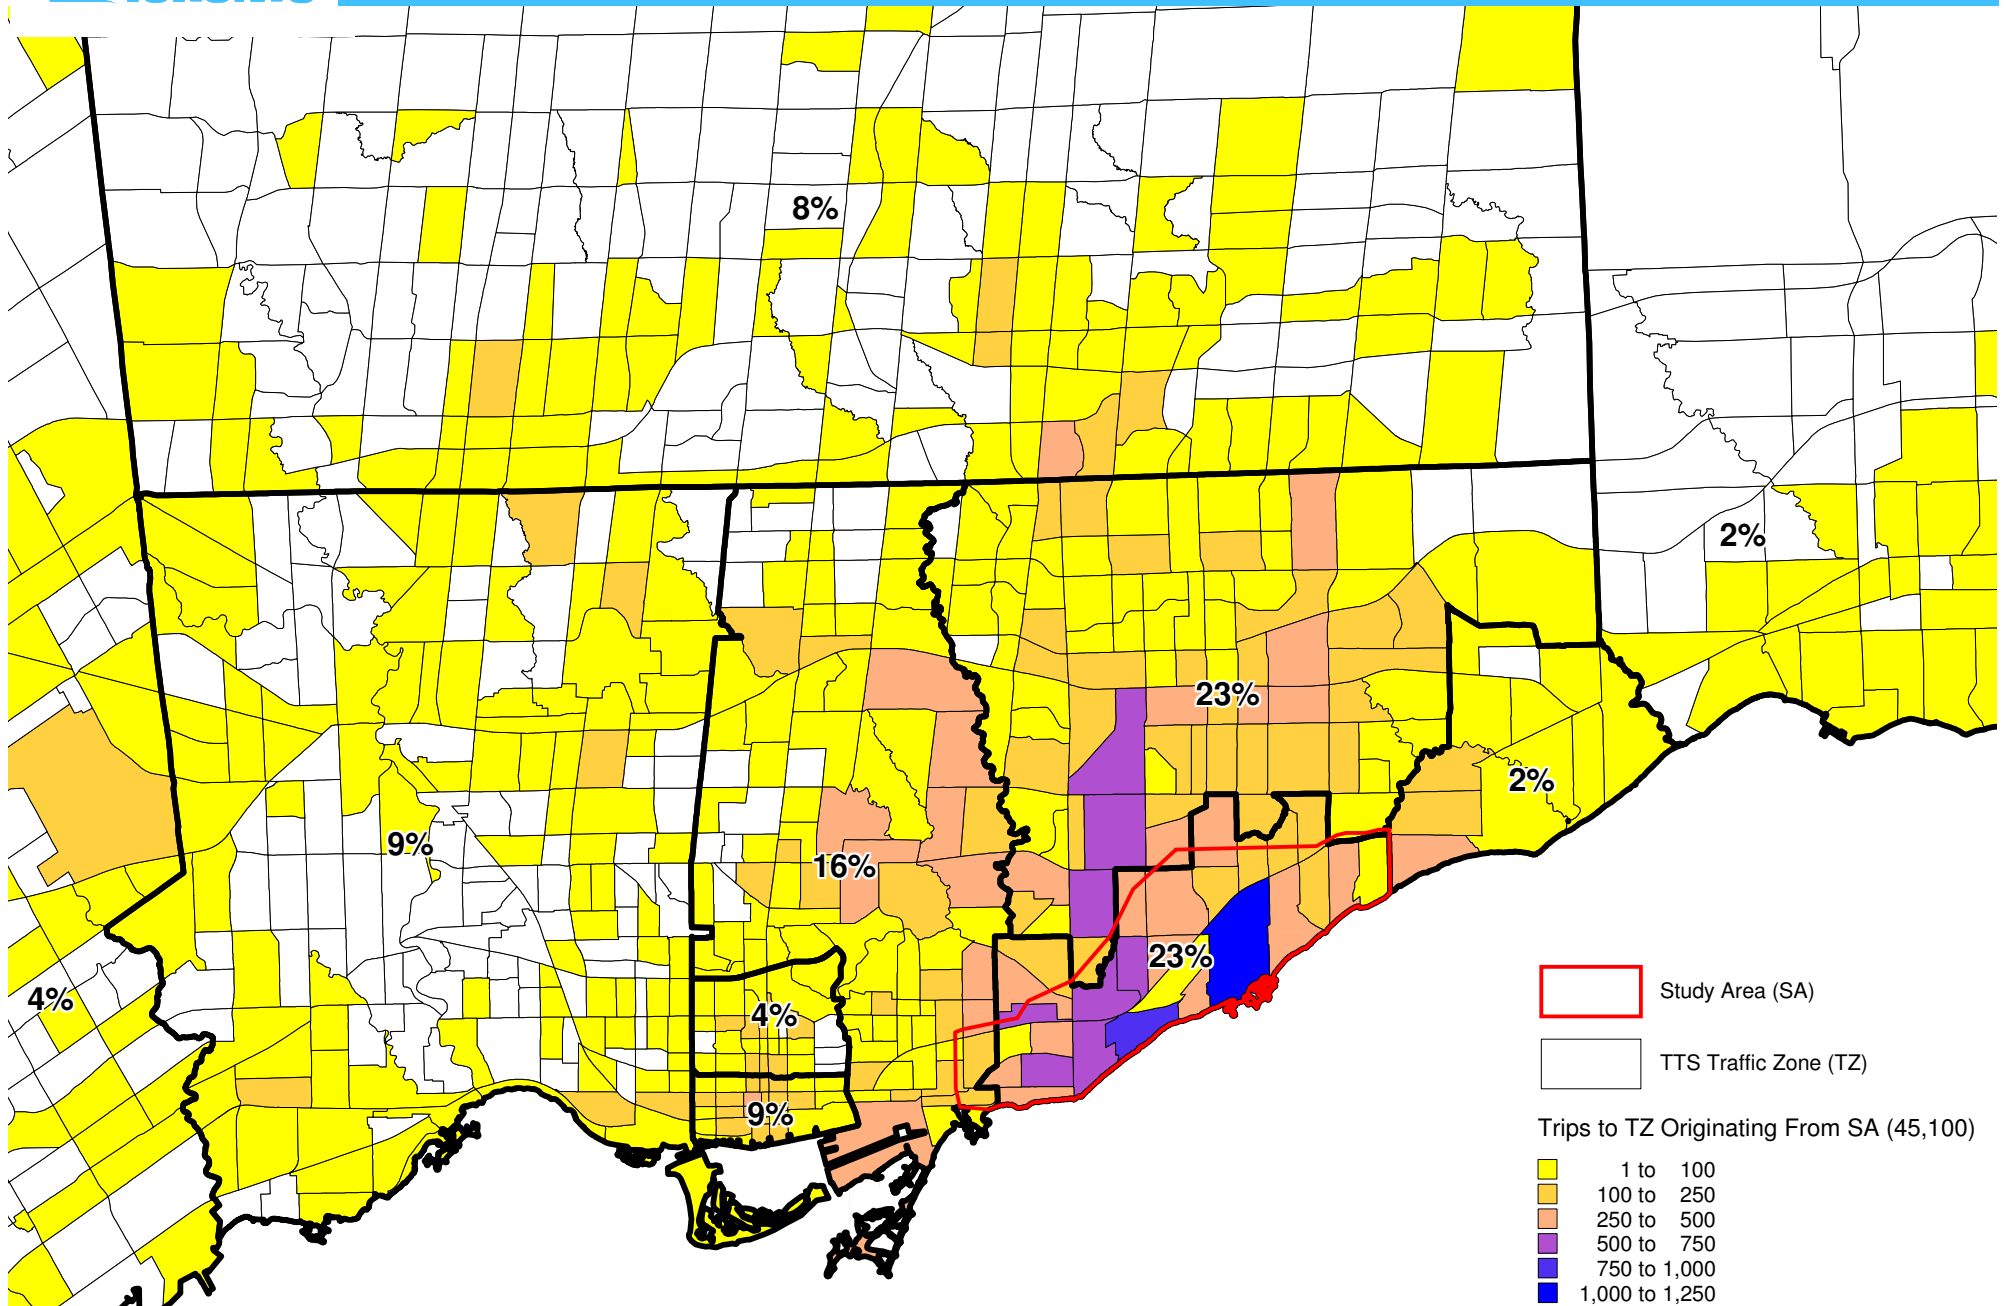 8%
2%
23%
2%
9%
16%
23%
4%
4%
9%
Study Area (SA)
TTS Traffic Zone (TZ)
Trips to TZ Originating From SA (45,100)
1 to 100
100 to 250
250 to 500
500 to 750
750 to 1,000
1,000 to 1,250